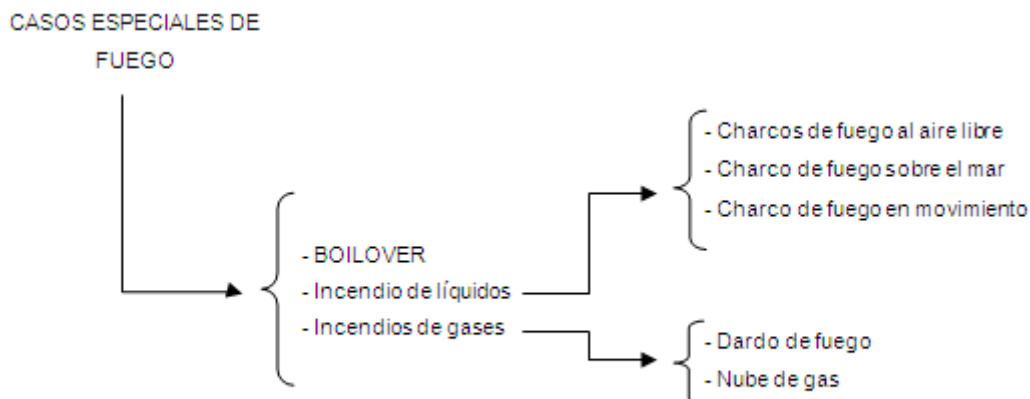 CASOS ESPECIALES DE
FUEGO
- BOILOVER
- Incendio de líquidos
- Incendios de gases
- Charcos de fuego al aire libre
- Charco de fuego sobre el mar
- Charco de fuego en movimiento
- Dardo de fuego
- Nube de gas